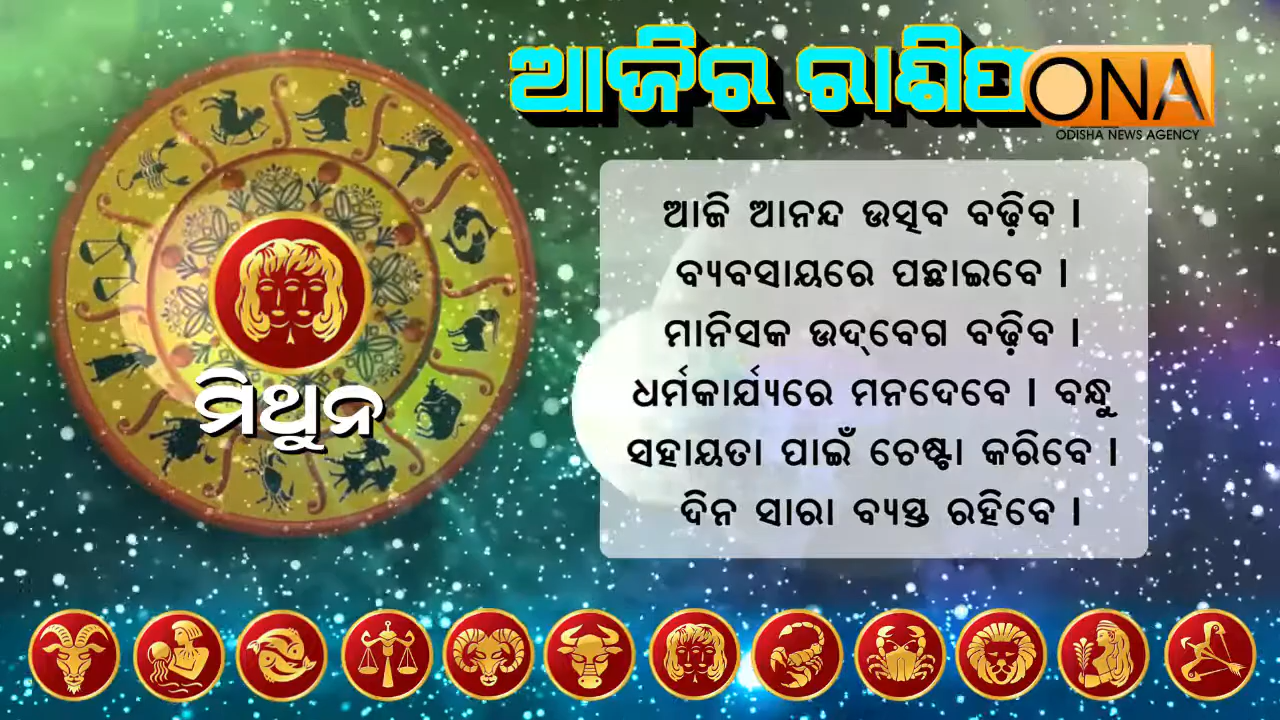 ଆଜିର ରାଶିଫ
ONA
ODISHA NEWS AGENCY
ଆଜି ଆନନ୍ଦ ଉତ୍ସବ ବଢ଼ିବ ।
ବ୍ୟବସାୟରେ ପଛାଇବେ ।
ମାନିସକ ଉଦ୍‌ବେଗ ବଢ଼ିବ ।
ଧର୍ମକାର୍ଯ୍ୟରେ ମନଦେବେ । ବନ୍ଧୁ
ସହାୟତା ପାଇଁ ଚେଷ୍ଟା କରିବେ ।
ଦିନ ସାରା ବ୍ୟସ୍ତ ରହିବେ ।
ମିଥୁନ